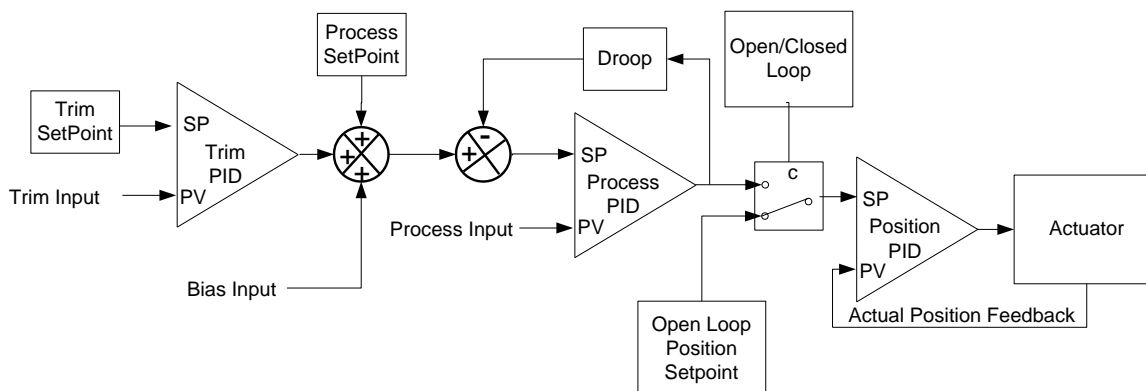 Process
SetPoint
Droop
Open/Closed
Loop
Trim
SetPoint
SP
Trim
PID
PV
Trim Input
+
+
+
Bias Input
-
+
SP
Process
PID
PV
Process Input
c
Open Loop
Position
Setpoint
SP
Position
PID
PV
Actuator
Actual Position Feedback